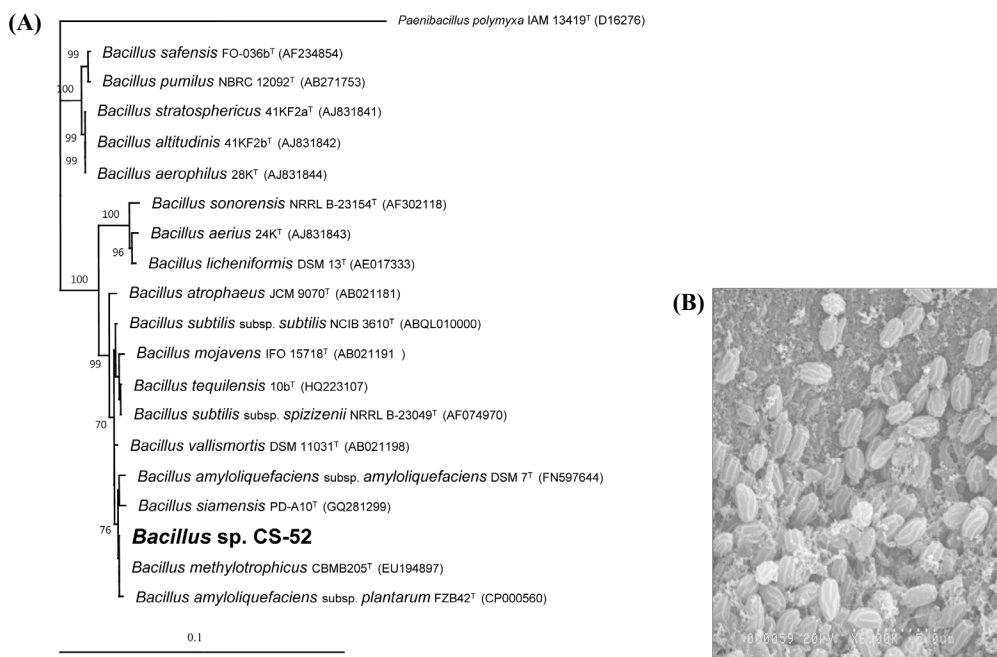 (A)
Paenibacillus polymyxa IAM 13419ᵀ (D16276)
99
Bacillus safensis FO-036bᵀ (AF234854)
Bacillus pumilus NBRC 12092ᵀ (AB271753)
100
Bacillus stratosphericus 41KF2aᵀ (AJ831841)
99
Bacillus altitudinis 41KF2bᵀ (AJ831842)
99
Bacillus aerophilus 28Kᵀ (AJ831844)
Bacillus sonorensis NRRL B-23154ᵀ (AF302118)
100
Bacillus aerius 24Kᵀ (AJ831843)
96
Bacillus licheniformis DSM 13ᵀ (AE017333)
100
Bacillus atrophaeus JCM 9070ᵀ (AB021181)
Bacillus subtilis subsp. subtilis NCIB 3610ᵀ (ABQL010000)
99
Bacillus mojavens IFO 15718ᵀ (AB021191 )
Bacillus tequilensis 10bᵀ (HQ223107)
Bacillus subtilis subsp. spizizenii NRRL B-23049ᵀ (AF074970)
70
Bacillus vallismortis DSM 11031ᵀ (AB021198)
Bacillus amyloliquefaciens subsp. amyloliquefaciens DSM 7ᵀ (FN597644)
Bacillus siamensis PD-A10ᵀ (GQ281299)
76
Bacillus sp. CS-52
Bacillus methylotrophicus CBMB205ᵀ (EU194897)
Bacillus amyloliquefaciens subsp. plantarum FZB42ᵀ (CP000560)
0.1
(B)
20kV